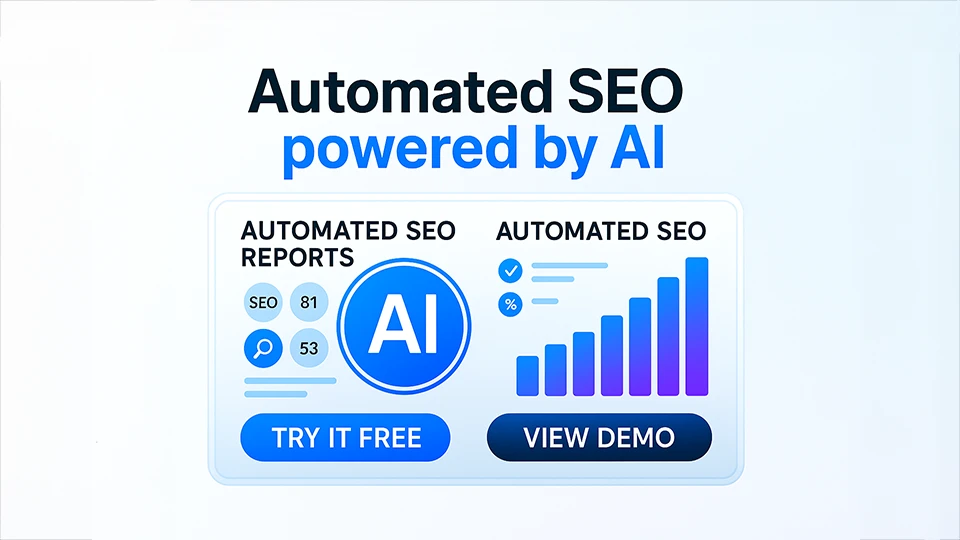 Automated SEO
powered by AI
AUTOMATED SEO
REPORTS
SEO
81
53
AI
TRY IT FREE
AUTOMATED SEO
%
VIEW DEMO